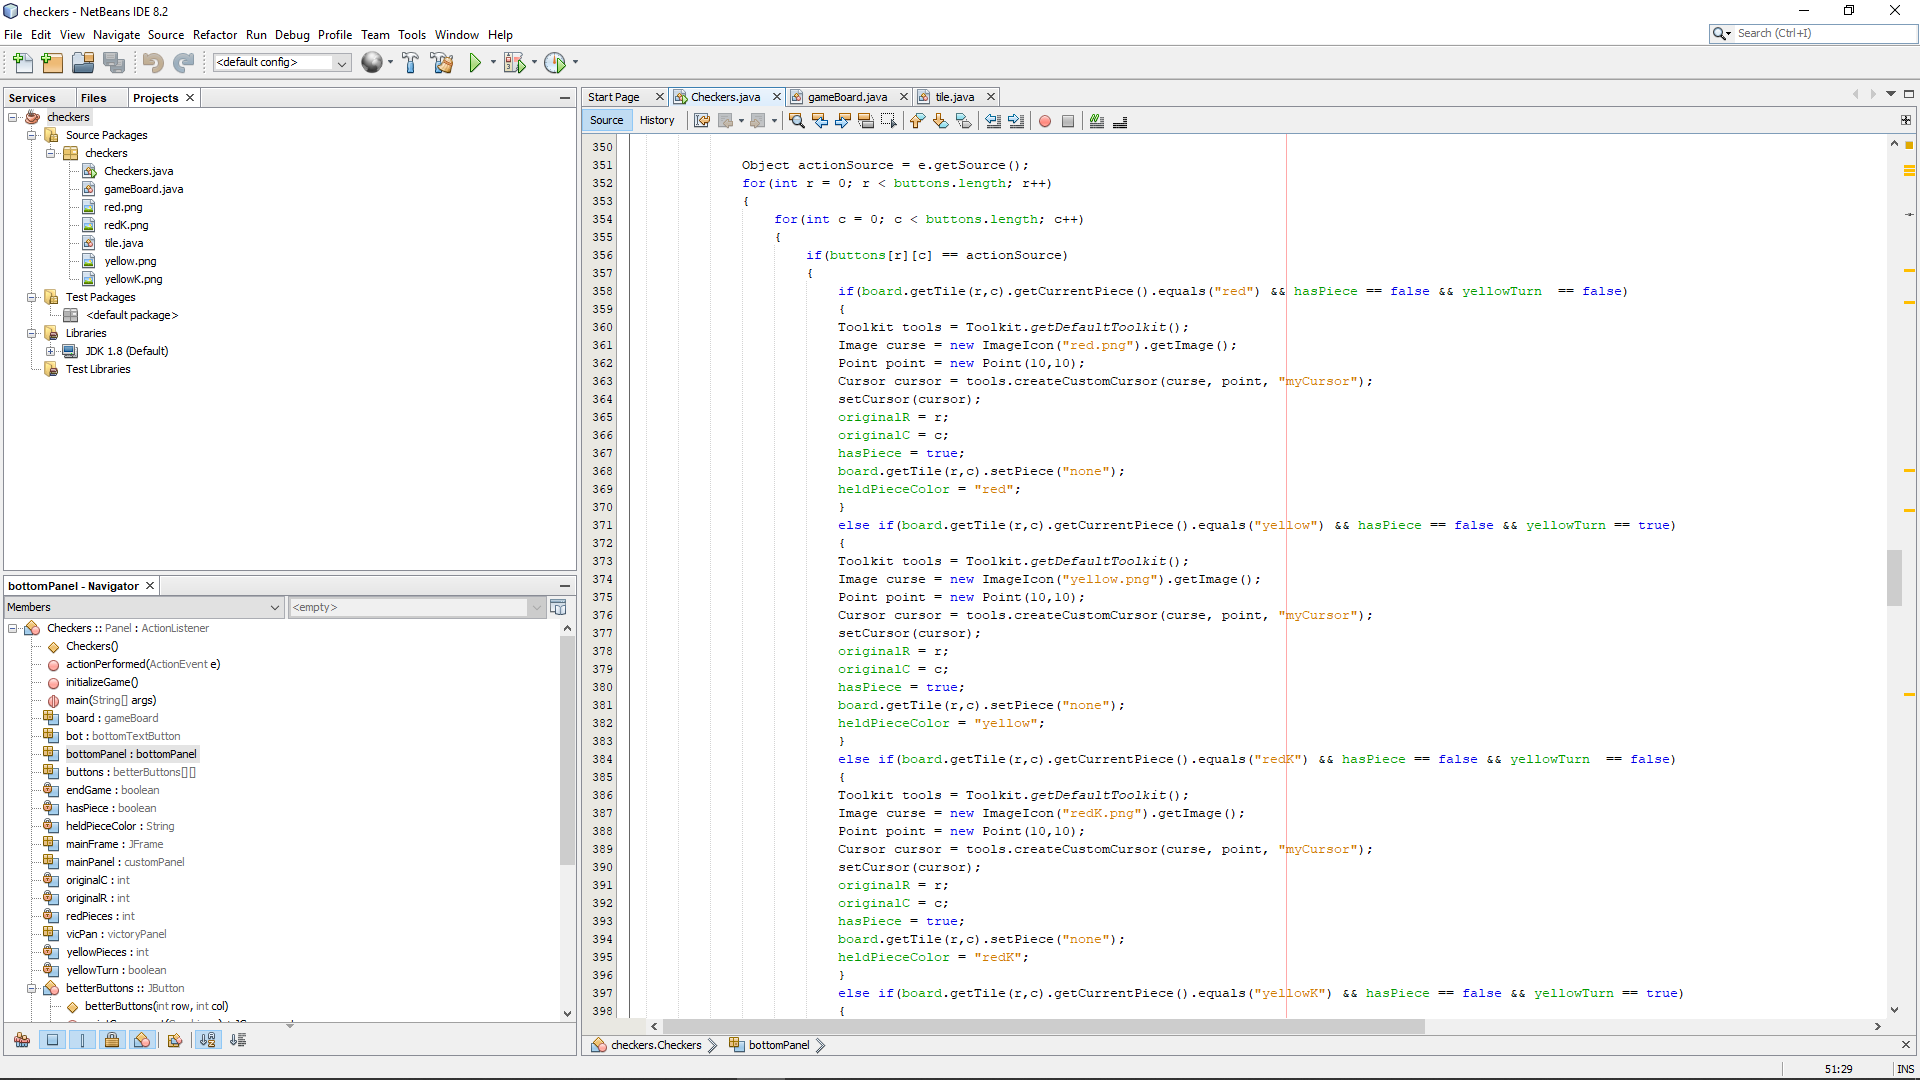 checkers - NetBeans IDE 8.2
File Edit View Navigate Source Refactor Run Debug Profile Team Tools Window Help
Search (Ctrl+I)
<default config>
Services Files Projects
checkers
Source Packages
checkers
Checkers.java
gameBoard.java
red.png
redK.png
tile.java
yellow.png
yellowK.png
Test Packages
<default package>
Libraries
JDK 1.8 (Default)
Test Libraries
bottomPanel - Navigator
Members <empty>
Checkers :: Panel : ActionListener
Checkers()
actionPerformed(ActionEvent e)
initializeGame()
main(String[] args)
board : gameBoard
bot : bottomTextButton
bottomPanel : bottomPanel
buttons : betterButtons[][]
endGame : boolean
hasPiece : boolean
heldPieceColor : String
mainFrame : JFrame
mainPanel : customPanel
originalC : int
originalR : int
redPieces : int
vicPan : victoryPanel
yellowPieces : int
yellowTurn : boolean
betterButtons :: JButton
betterButtons(int row, int col)
Start Page Checkers.java gameBoard.java tile.java
Source History
350
351 Object actionSource = e.getSource();
352 for(int r = 0; r < buttons.length; r++)
353 {
354 for(int c = 0; c < buttons.length; c++)
355 {
356 if(buttons[r][c] == actionSource)
357 {
358 if(board.getTile(r,c).getCurrentPiece().equals("red") && hasPiece == false && yellowTurn  == false)
359 {
360 Toolkit tools = Toolkit.getDefaultToolkit();
361 Image curse = new ImageIcon("red.png").getImage();
362 Point point = new Point(10,10);
363 Cursor cursor = tools.createCustomCursor(curse, point, "myCursor");
364 setCursor(cursor);
365 originalR = r;
366 originalC = c;
367 hasPiece = true;
368 board.getTile(r,c).setPiece("none");
369 heldPieceColor = "red";
370 }
371 else if(board.getTile(r,c).getCurrentPiece().equals("yellow") && hasPiece == false && yellowTurn == true)
372 {
373 Toolkit tools = Toolkit.getDefaultToolkit();
374 Image curse = new ImageIcon("yellow.png").getImage();
375 Point point = new Point(10,10);
376 Cursor cursor = tools.createCustomCursor(curse, point, "myCursor");
377 setCursor(cursor);
378 originalR = r;
379 originalC = c;
380 hasPiece = true;
381 board.getTile(r,c).setPiece("none");
382 heldPieceColor = "yellow";
383 }
384 else if(board.getTile(r,c).getCurrentPiece().equals("redK") && hasPiece == false && yellowTurn  == false)
385 {
386 Toolkit tools = Toolkit.getDefaultToolkit();
387 Image curse = new ImageIcon("redK.png").getImage();
388 Point point = new Point(10,10);
389 Cursor cursor = tools.createCustomCursor(curse, point, "myCursor");
390 setCursor(cursor);
391 originalR = r;
392 originalC = c;
393 hasPiece = true;
394 board.getTile(r,c).setPiece("none");
395 heldPieceColor = "redK";
396 }
397 else if(board.getTile(r,c).getCurrentPiece().equals("yellowK") && hasPiece == false && yellowTurn == true)
398 {
checkers.Checkers bottomPanel
51:29 INS